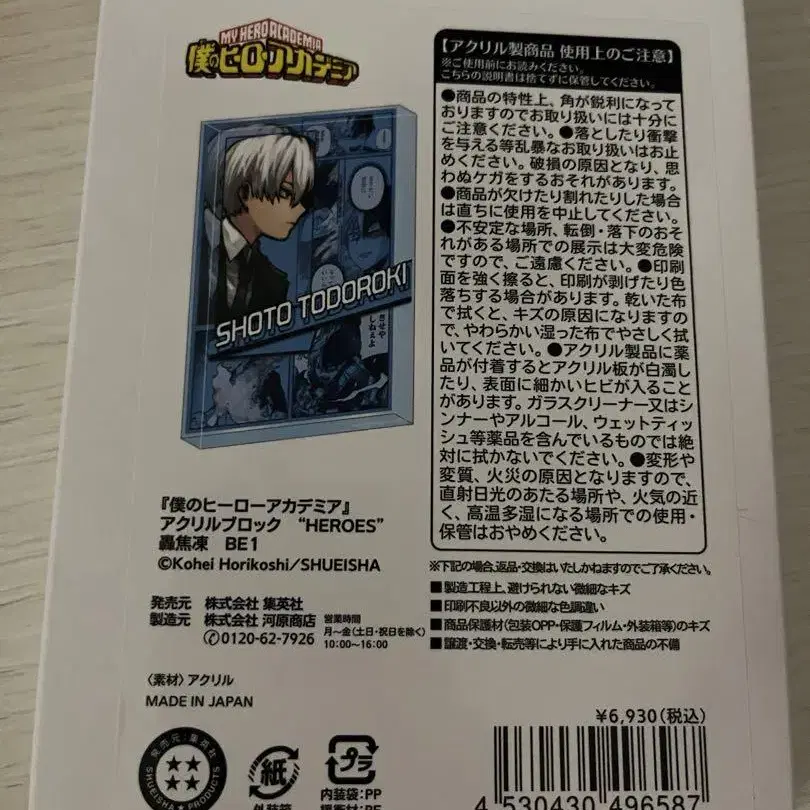 MY HERO ACADEMIA
僕のヒーローアカデミア
SHOTO TODOROKI
させや
しねぇよ
『僕のヒーローアカデミア』
アクリルブロック “HEROES”
轟焦凍 BE1
©Kohei Horikoshi/SHUEISHA
発売元 株式会社 集英社
製造元 株式会社 河原商店
0120-62-7926
営業時間
月~金(土日・祝日を除く)
10:00~16:00
〈素材〉アクリル
MADE IN JAPAN
発売元:集英社
SHUEISHA PRODUCTS
紙
外装箱
プラ
内装袋:PP
緩衝材:PE
【アクリル製商品 使用上のご注意】
※ご使用前にお読みください。
こちらの説明書は捨てずに保管してください。
●商品の特性上、角が鋭利になって
おりますのでお取り扱いには十分に
ご注意ください。●落としたり衝撃
を与える等乱暴なお取り扱いはお止
めください。破損の原因となり、思
わぬケガをするおそれがあります。
●商品が欠けたり割れたりした場合
は直ちに使用を中止してください。
●不安定な場所、転倒・落下のおそ
れがある場所での展示は大変危険
ですので、ご遠慮ください。●印刷
面を強く擦ると、印刷が剥げたり色
落ちする場合があります。乾いた布
で拭くと、キズの原因になりますの
で、やわらかい湿った布でやさしく拭
いてください。●アクリル製品に薬
品が付着するとアクリル板が白濁し
たり、表面に細かいヒビが入ること
があります。ガラスクリーナー又はシ
ンナーやアルコール、ウェットティッ
シュ等薬品を含んでいるものでは絶
対に拭かないでください。●変形や
変質、火災の原因となりますので、
直射日光のあたる場所や、火気の近
く、高温多湿になる場所での使用・
保管はおやめください。
※下記の場合、返品・交換はいたしかねますのでご了承ください。
■製造工程上、避けられない微細なキズ
■印刷不良以外の微細な色調違い
■商品保護材(包装OPP・保護フィルム・外装箱等)のキズ
■譲渡・交換・転売等により手に入れた商品の不備
¥6,930(税込)
4 530430 496587